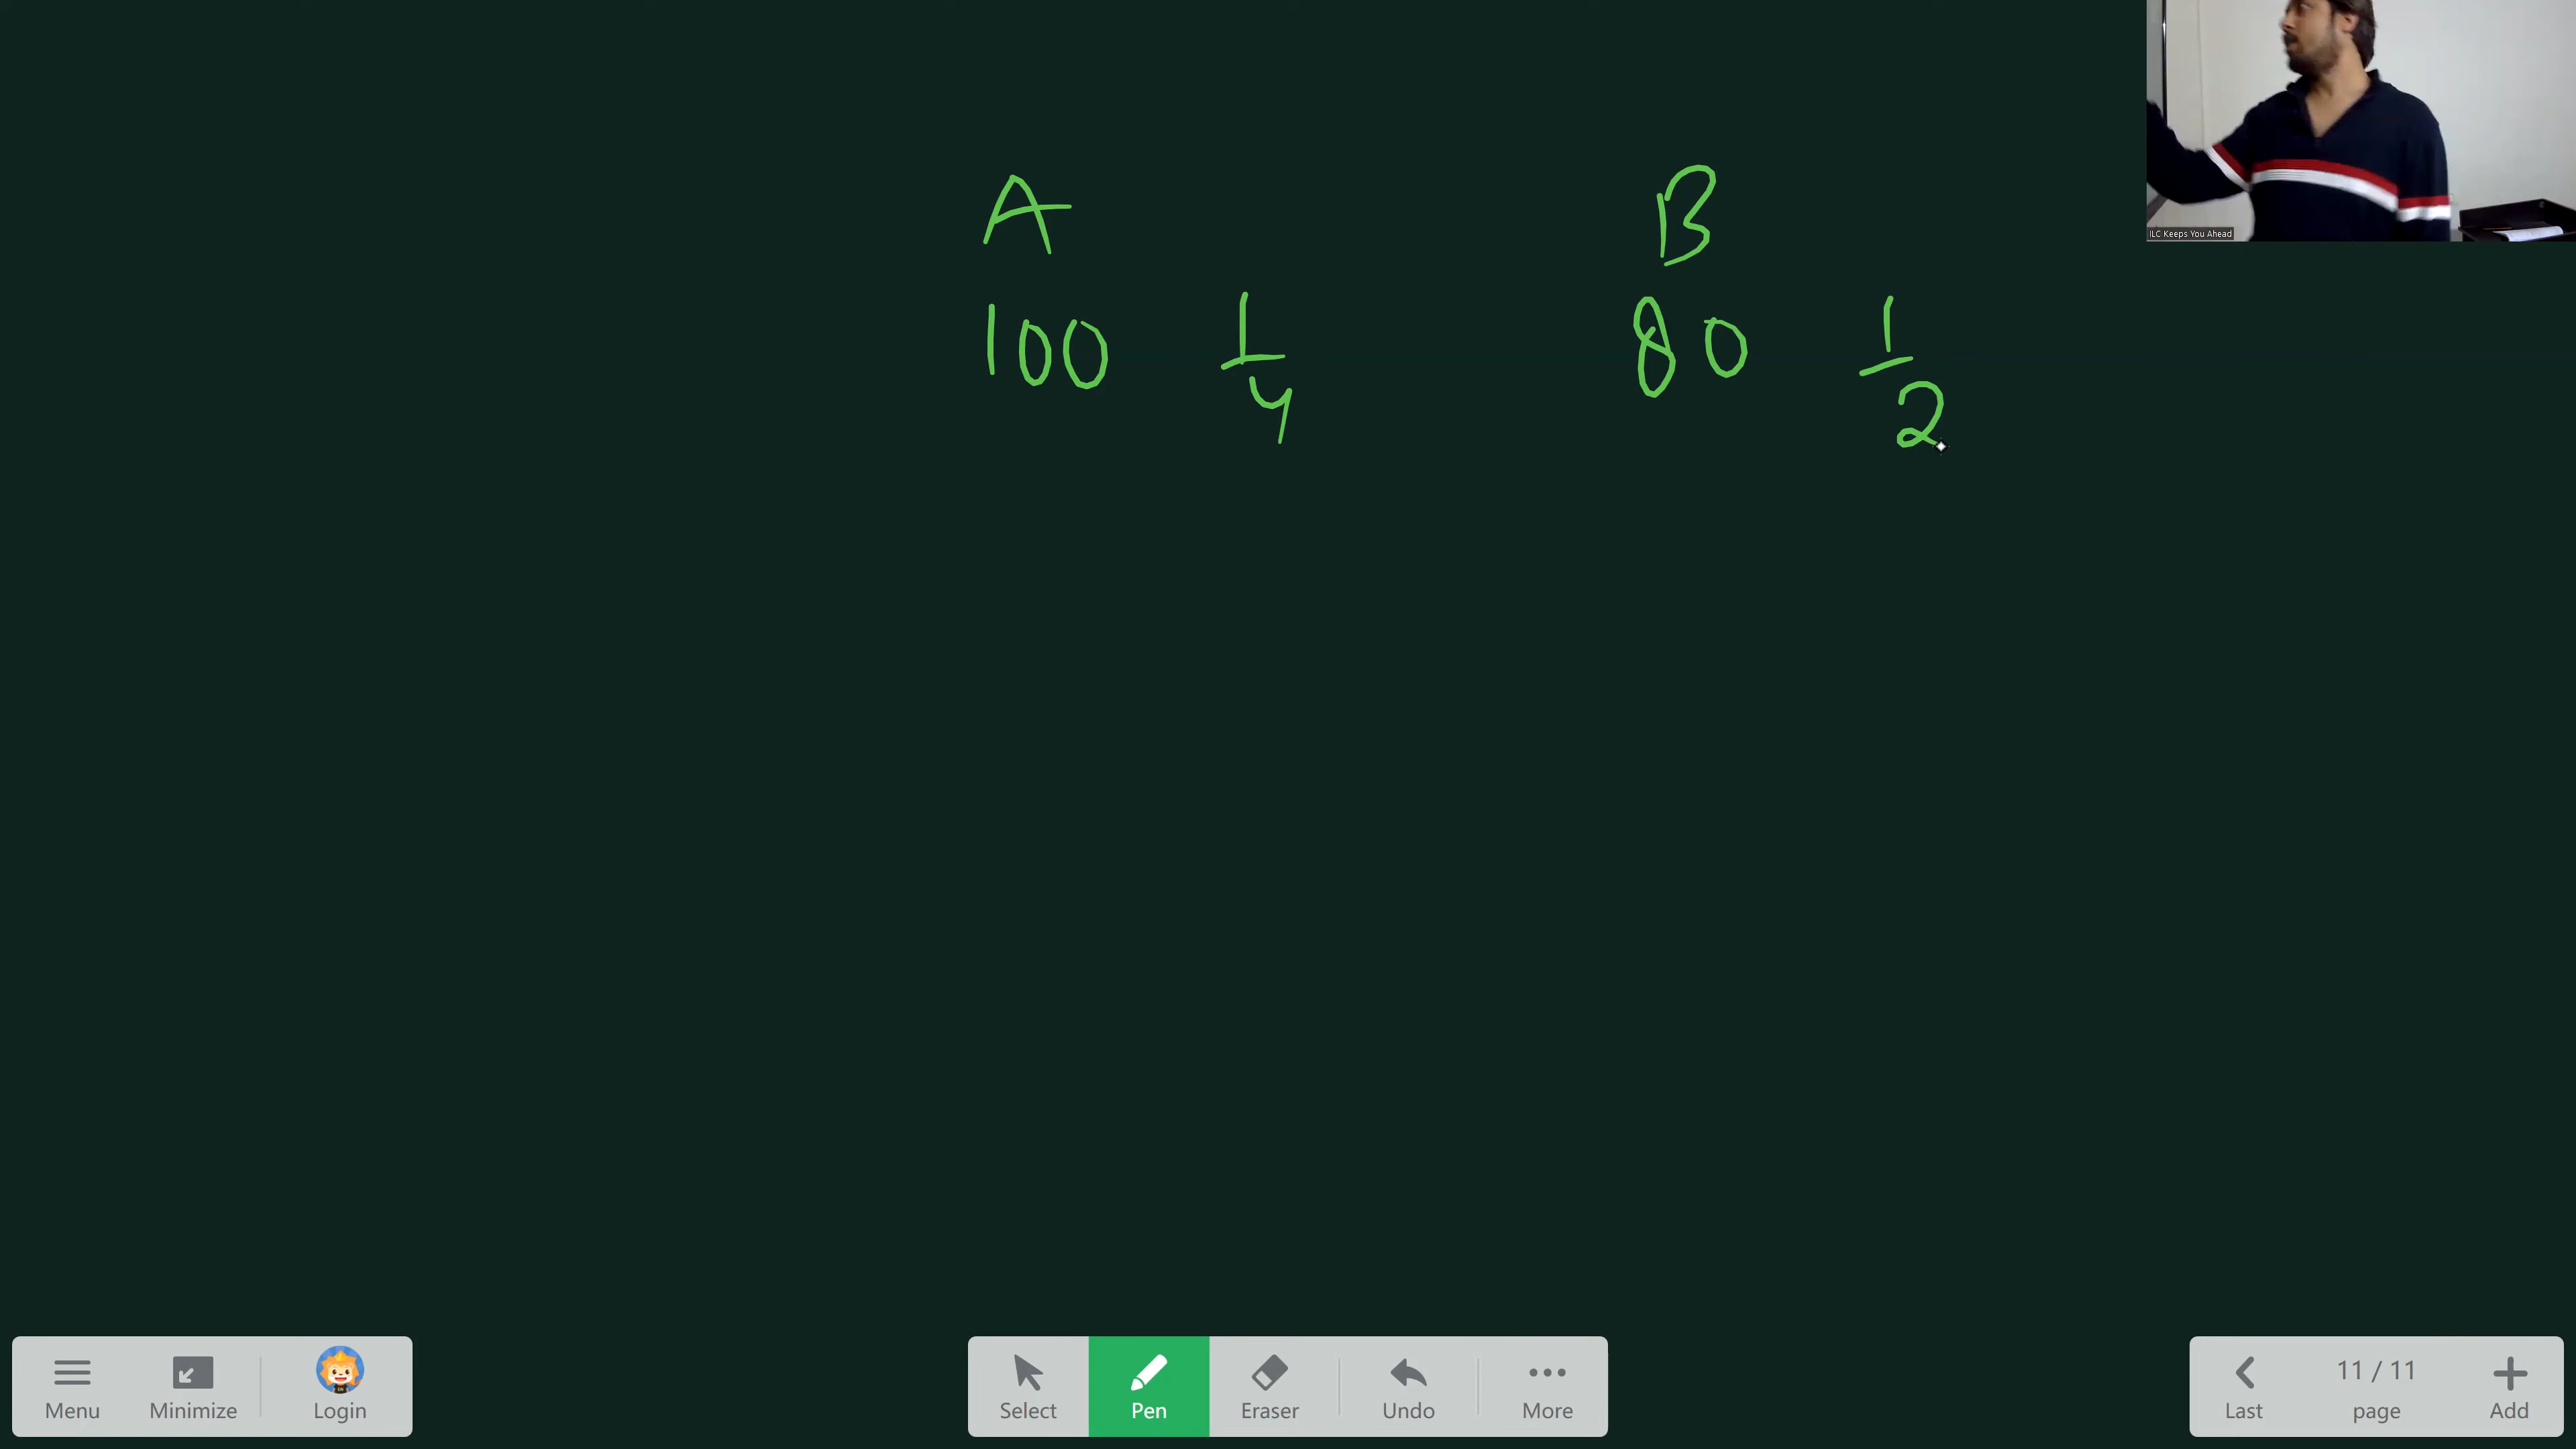 A B
100 1/4 80 1/2
ILC Keeps You Ahead
Menu Minimize Login
Select Pen Eraser Undo More
Last 11 / 11 page Add